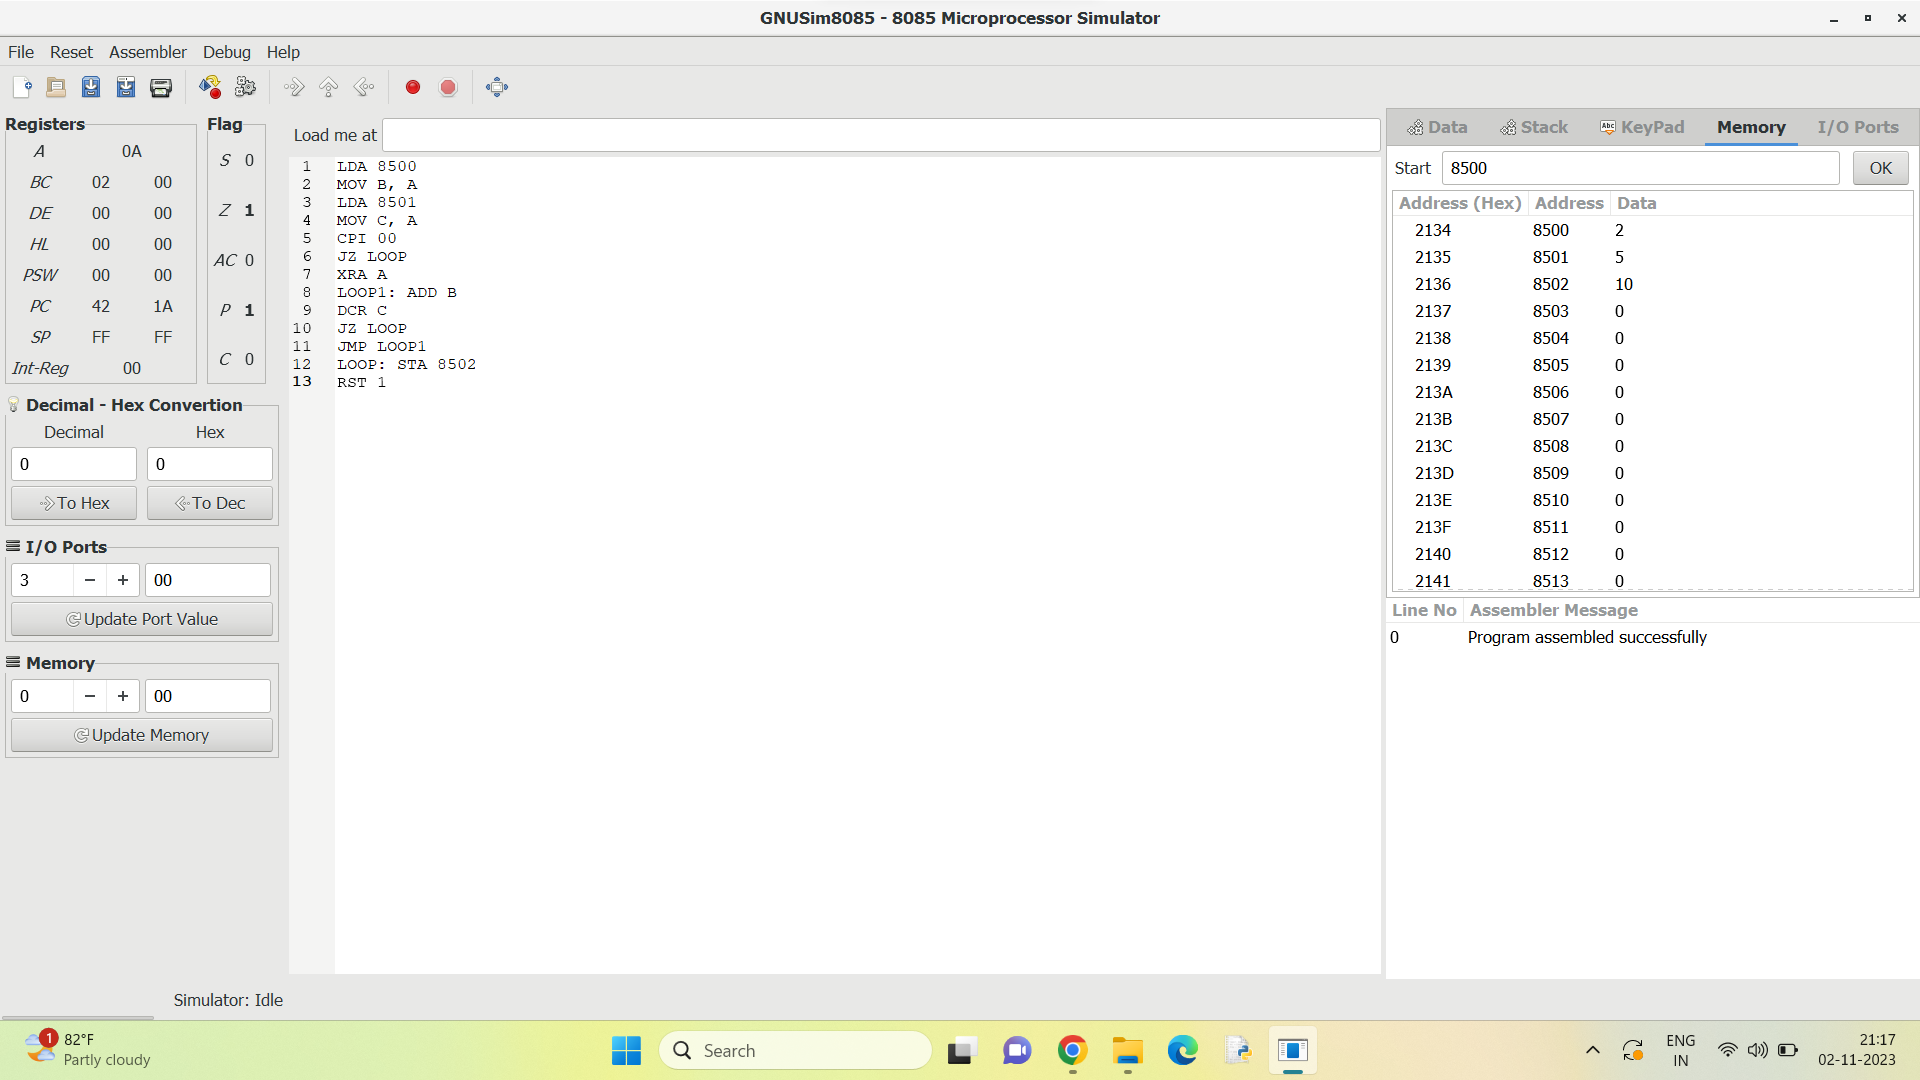 GNUSim8085 - 8085 Microprocessor Simulator
File Reset Assembler Debug Help
Registers
A 0A
BC 02 00
DE 00 00
HL 00 00
PSW 00 00
PC 42 1A
SP FF FF
Int-Reg 00
Flag
S 0
Z 1
AC 0
P 1
C 0
Decimal - Hex Convertion
Decimal Hex
0 0
To Hex To Dec
I/O Ports
3 − + 00
Update Port Value
Memory
0 − + 00
Update Memory
Load me at
1 LDA 8500
2 MOV B, A
3 LDA 8501
4 MOV C, A
5 CPI 00
6 JZ LOOP
7 XRA A
8 LOOP1: ADD B
9 DCR C
10 JZ LOOP
11 JMP LOOP1
12 LOOP: STA 8502
13 RST 1
Data Stack Abc KeyPad Memory I/O Ports
Start 8500 OK
Address (Hex) Address Data
2134 8500 2
2135 8501 5
2136 8502 10
2137 8503 0
2138 8504 0
2139 8505 0
213A 8506 0
213B 8507 0
213C 8508 0
213D 8509 0
213E 8510 0
213F 8511 0
2140 8512 0
2141 8513 0
Line No Assembler Message
0 Program assembled successfully
Simulator: Idle
1 82°F
Partly cloudy
Search
ENG
IN
21:17
02-11-2023